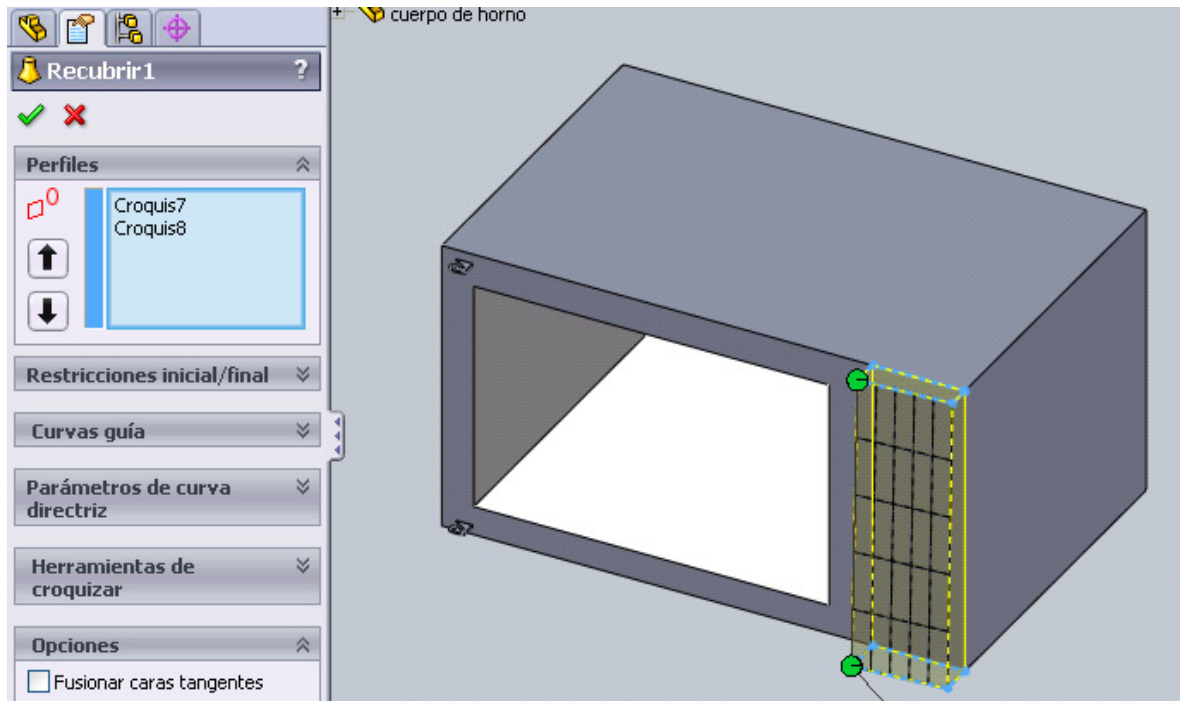 cuerpo de horno
Recubrir1
?
Perfiles
Croquis7
Croquis8
Restricciones inicial/final
Curvas guía
Parámetros de curva
directriz
Herramientas de
croquizar
Opciones
Fusionar caras tangentes